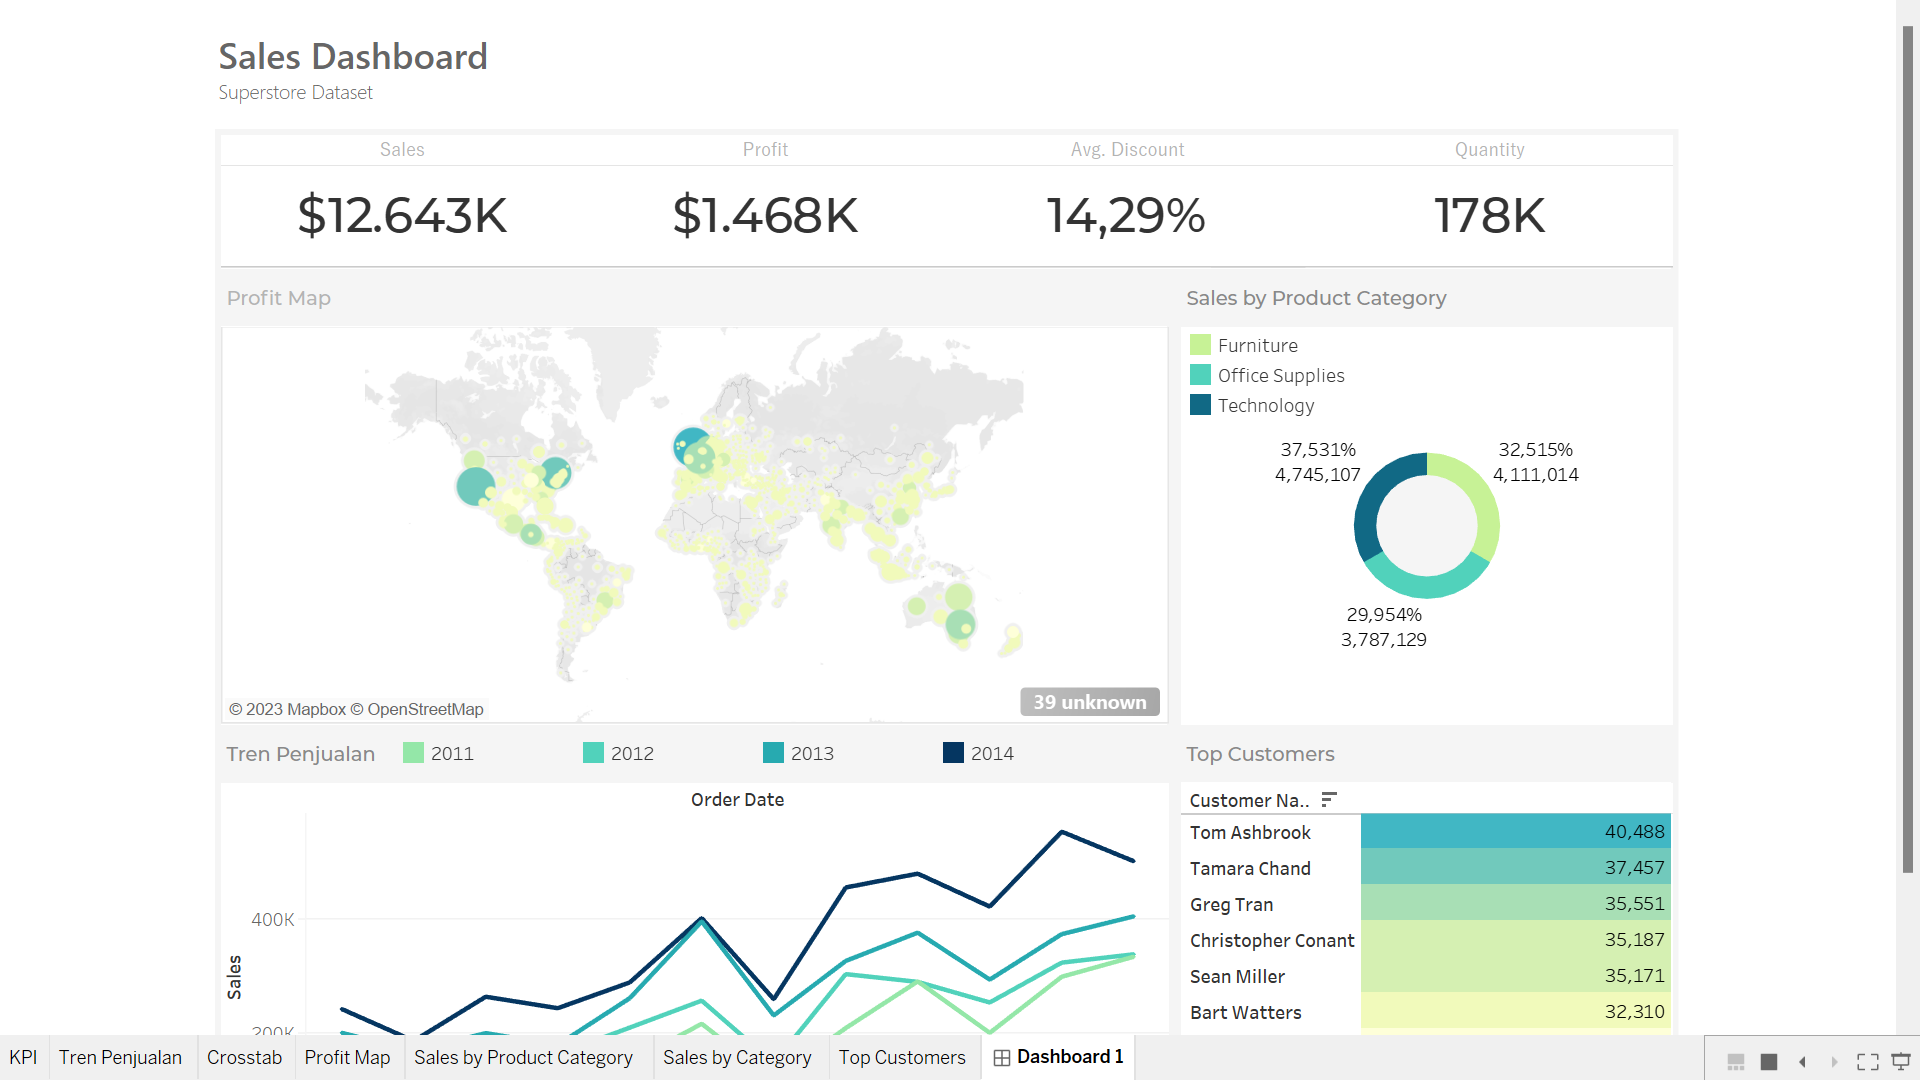 Sales Dashboard
Superstore Dataset
Sales Profit Avg. Discount Quantity
$12.643K $1.468K 14,29% 178K
Profit Map
© 2023 Mapbox © OpenStreetMap
39 unknown
Sales by Product Category
Furniture
Office Supplies
Technology
37,531%
4,745,107
32,515%
4,111,014
29,954%
3,787,129
Tren Penjualan 2011 2012 2013 2014
Order Date
400K
200K
Sales
Top Customers
Customer Na..
Tom Ashbrook 40,488
Tamara Chand 37,457
Greg Tran 35,551
Christopher Conant 35,187
Sean Miller 35,171
Bart Watters 32,310
KPI Tren Penjualan Crosstab Profit Map Sales by Product Category Sales by Category Top Customers Dashboard 1